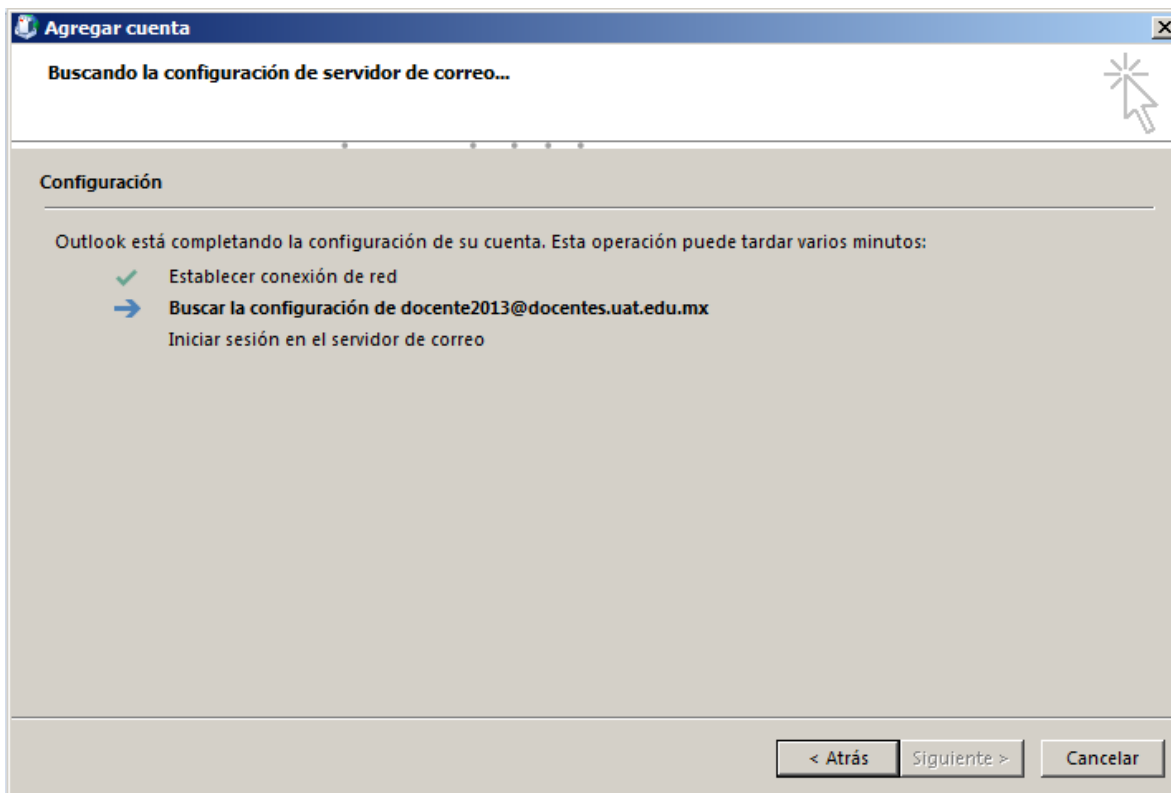 Agregar cuenta
Buscando la configuración de servidor de correo...
Configuración
Outlook está completando la configuración de su cuenta. Esta operación puede tardar varios minutos:
Establecer conexión de red
Buscar la configuración de docente2013@docentes.uat.edu.mx
Iniciar sesión en el servidor de correo
< Atrás
Siguiente >
Cancelar